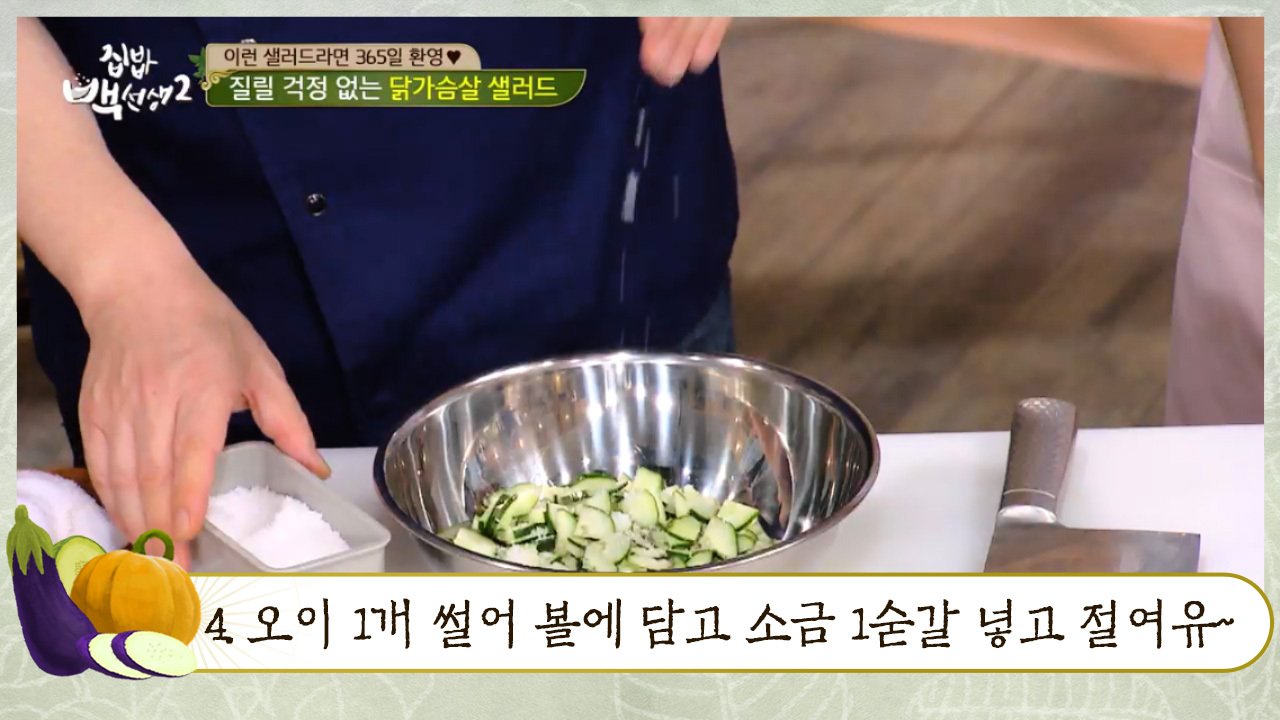 집밥
백선생2
이런 샐러드라면 365일 환영♥
질릴 걱정 없는 닭가슴살 샐러드
4. 오이 1개 썰어 볼에 담고 소금 1숟갈 넣고 절여유~